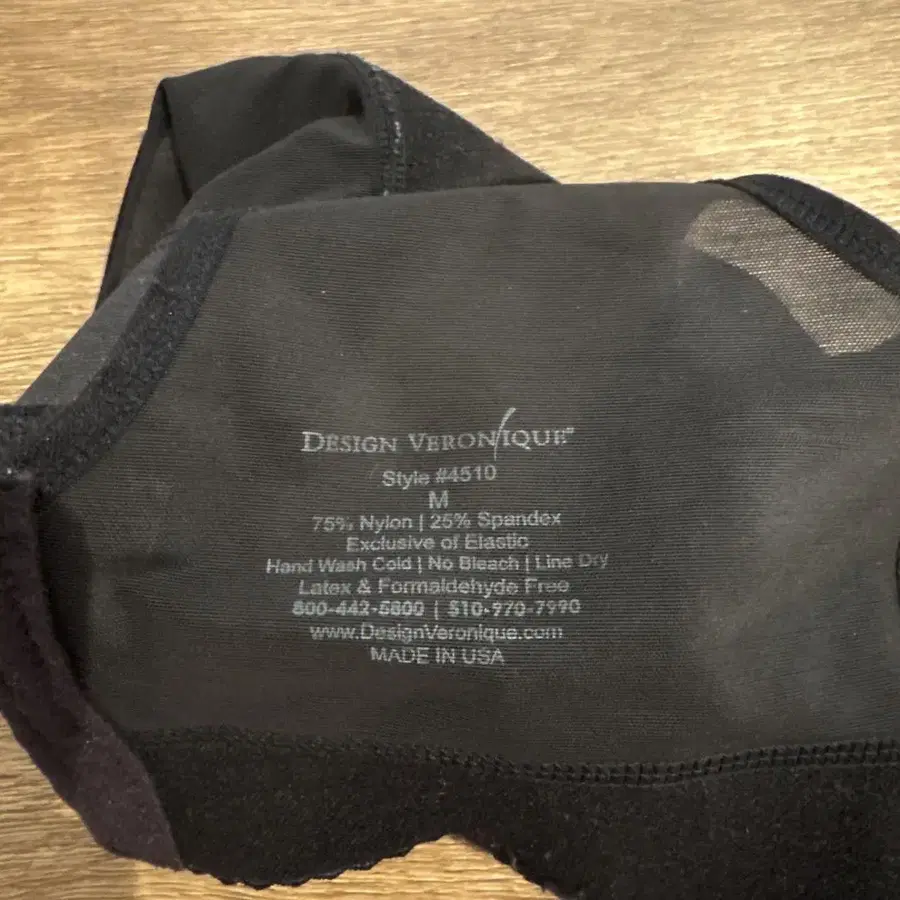 DESIGN VERONIQUE™
Style #4510
M
75% Nylon | 25% Spandex
Exclusive of Elastic
Hand Wash Cold | No Bleach | Line Dry
Latex & Formaldehyde Free
800-442-5800 | 510-970-7990
www.DesignVeronique.com
MADE IN USA